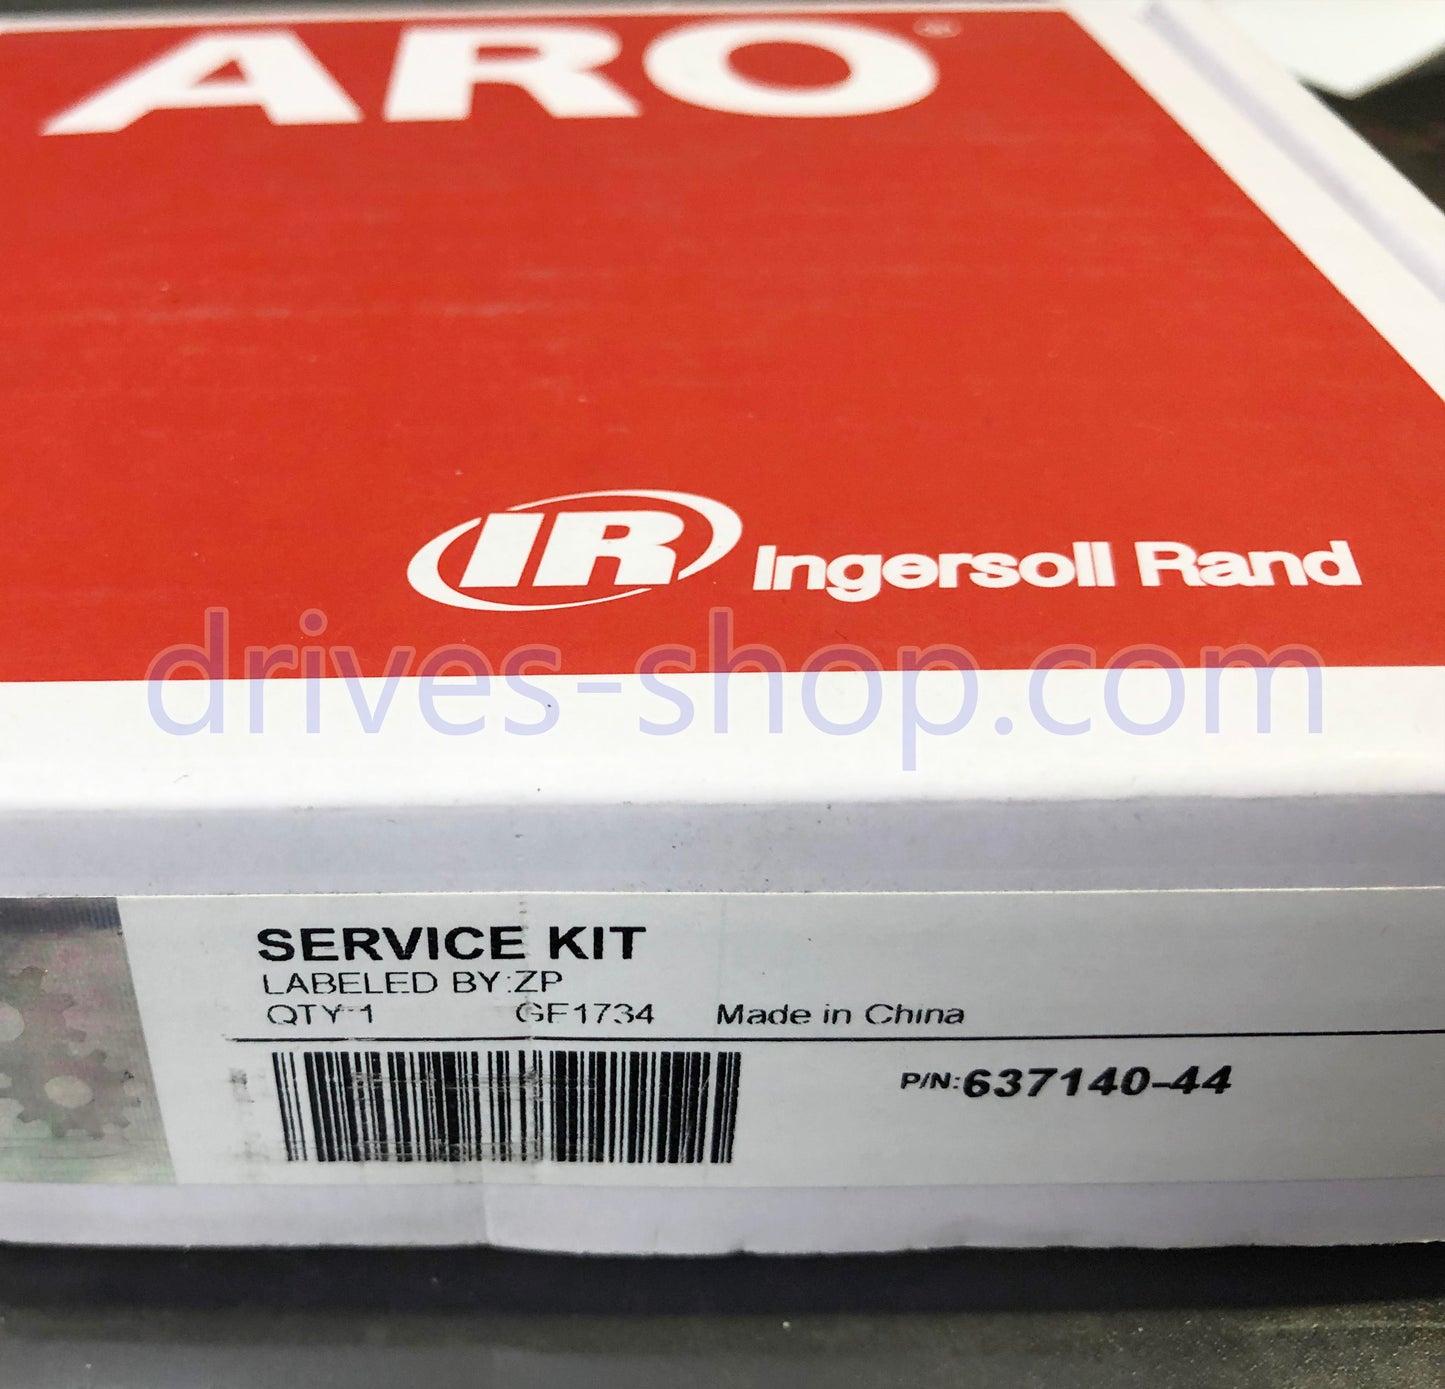 ARO®
IR Ingersoll Rand
drives-shop.com
SERVICE KIT
LABELED BY:ZP
QTY:1 GF1734 Made in China
P/N:637140-44